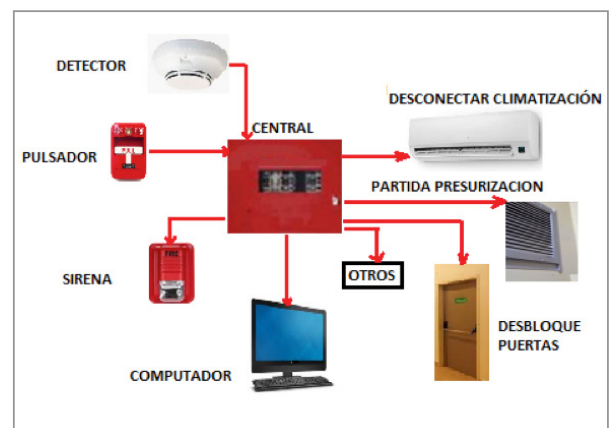 DETECTOR
DESCONECTAR CLIMATIZACIÓN
CENTRAL
PULSADOR
PARTIDA PRESURIZACION
SIRENA
OTROS
DESBLOQUE
PUERTAS
COMPUTADOR